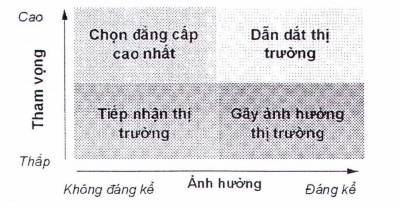 Cao
Chọn đẳng cấp
cao nhất
Dẫn dắt thị
trường
Tham vọng
Tiếp nhận thị
trường
Gây ảnh hưởng
thị trường
Thấp
Không đáng kể
Ảnh hưởng
Đáng kể